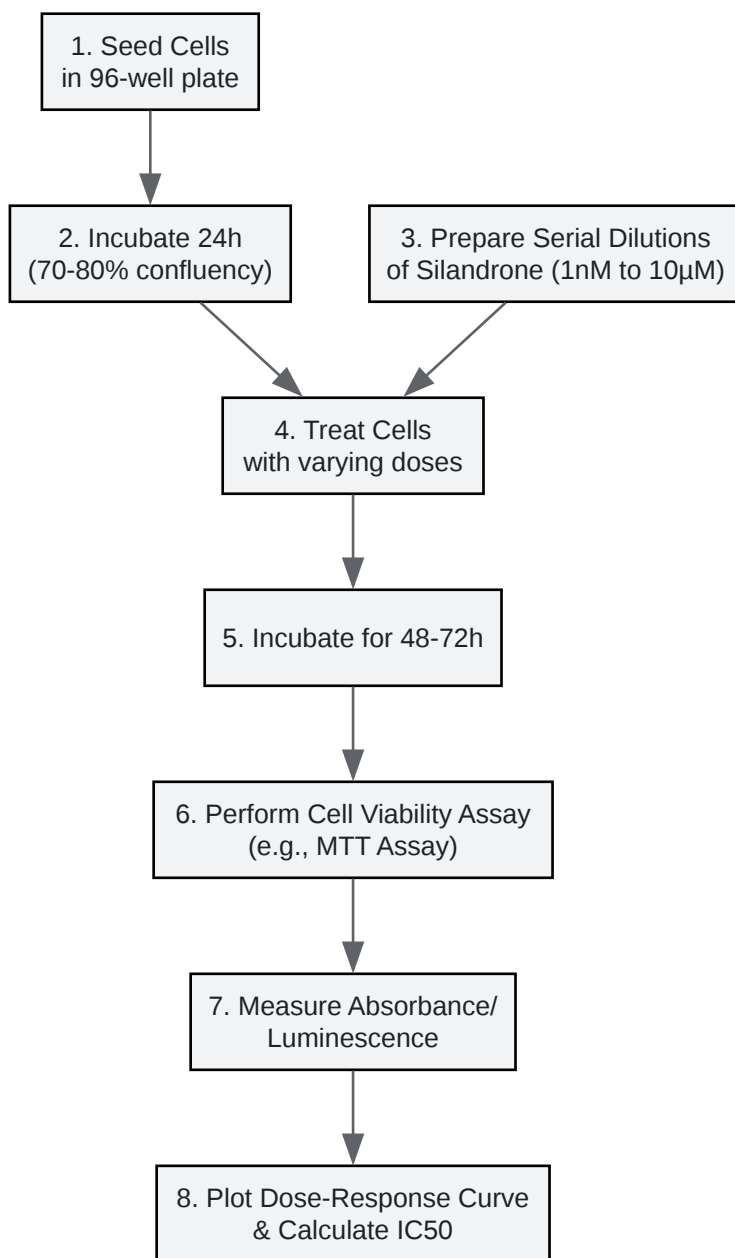 1. Seed Cells
in 96-well plate
2. Incubate 24h
(70-80% confluency)
3. Prepare Serial Dilutions
of Silandrone (1nM to 10µM)
4. Treat Cells
with varying doses
5. Incubate for 48-72h
6. Perform Cell Viability Assay
(e.g., MTT Assay)
7. Measure Absorbance/
Luminescence
8. Plot Dose-Response Curve
& Calculate IC50